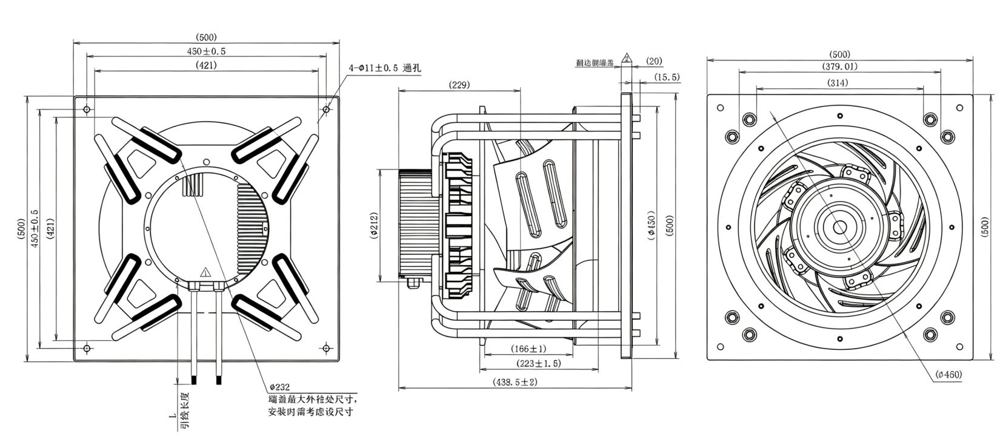 (500)
450±0.5
(421)
4-Φ11±0.5 通孔
(500)
450±0.5
(421)
1
L
引线长度
Φ232
端盖最大外径处尺寸，
安装时需考虑设尺寸
翻边端盖
2
(20)
(15.5)
(229)
(Φ212)
(Φ450)
(500)
(166±1)
(223±1.5)
(438.5±2)
(500)
(379.01)
(314)
(500)
(Φ460)